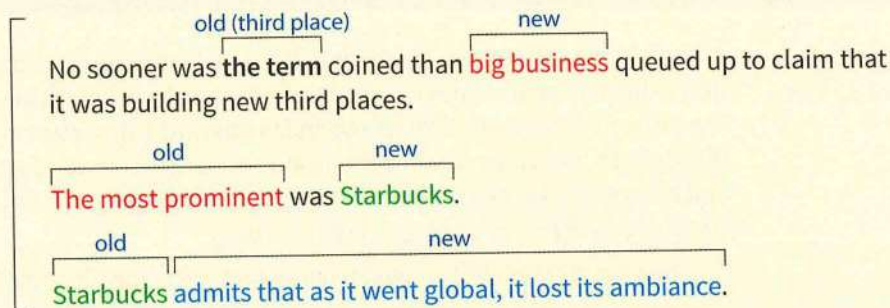 old (third place) new
No sooner was the term coined than big business queued up to claim that
it was building new third places.
old new
The most prominent was Starbucks.
old new
Starbucks admits that as it went global, it lost its ambiance.